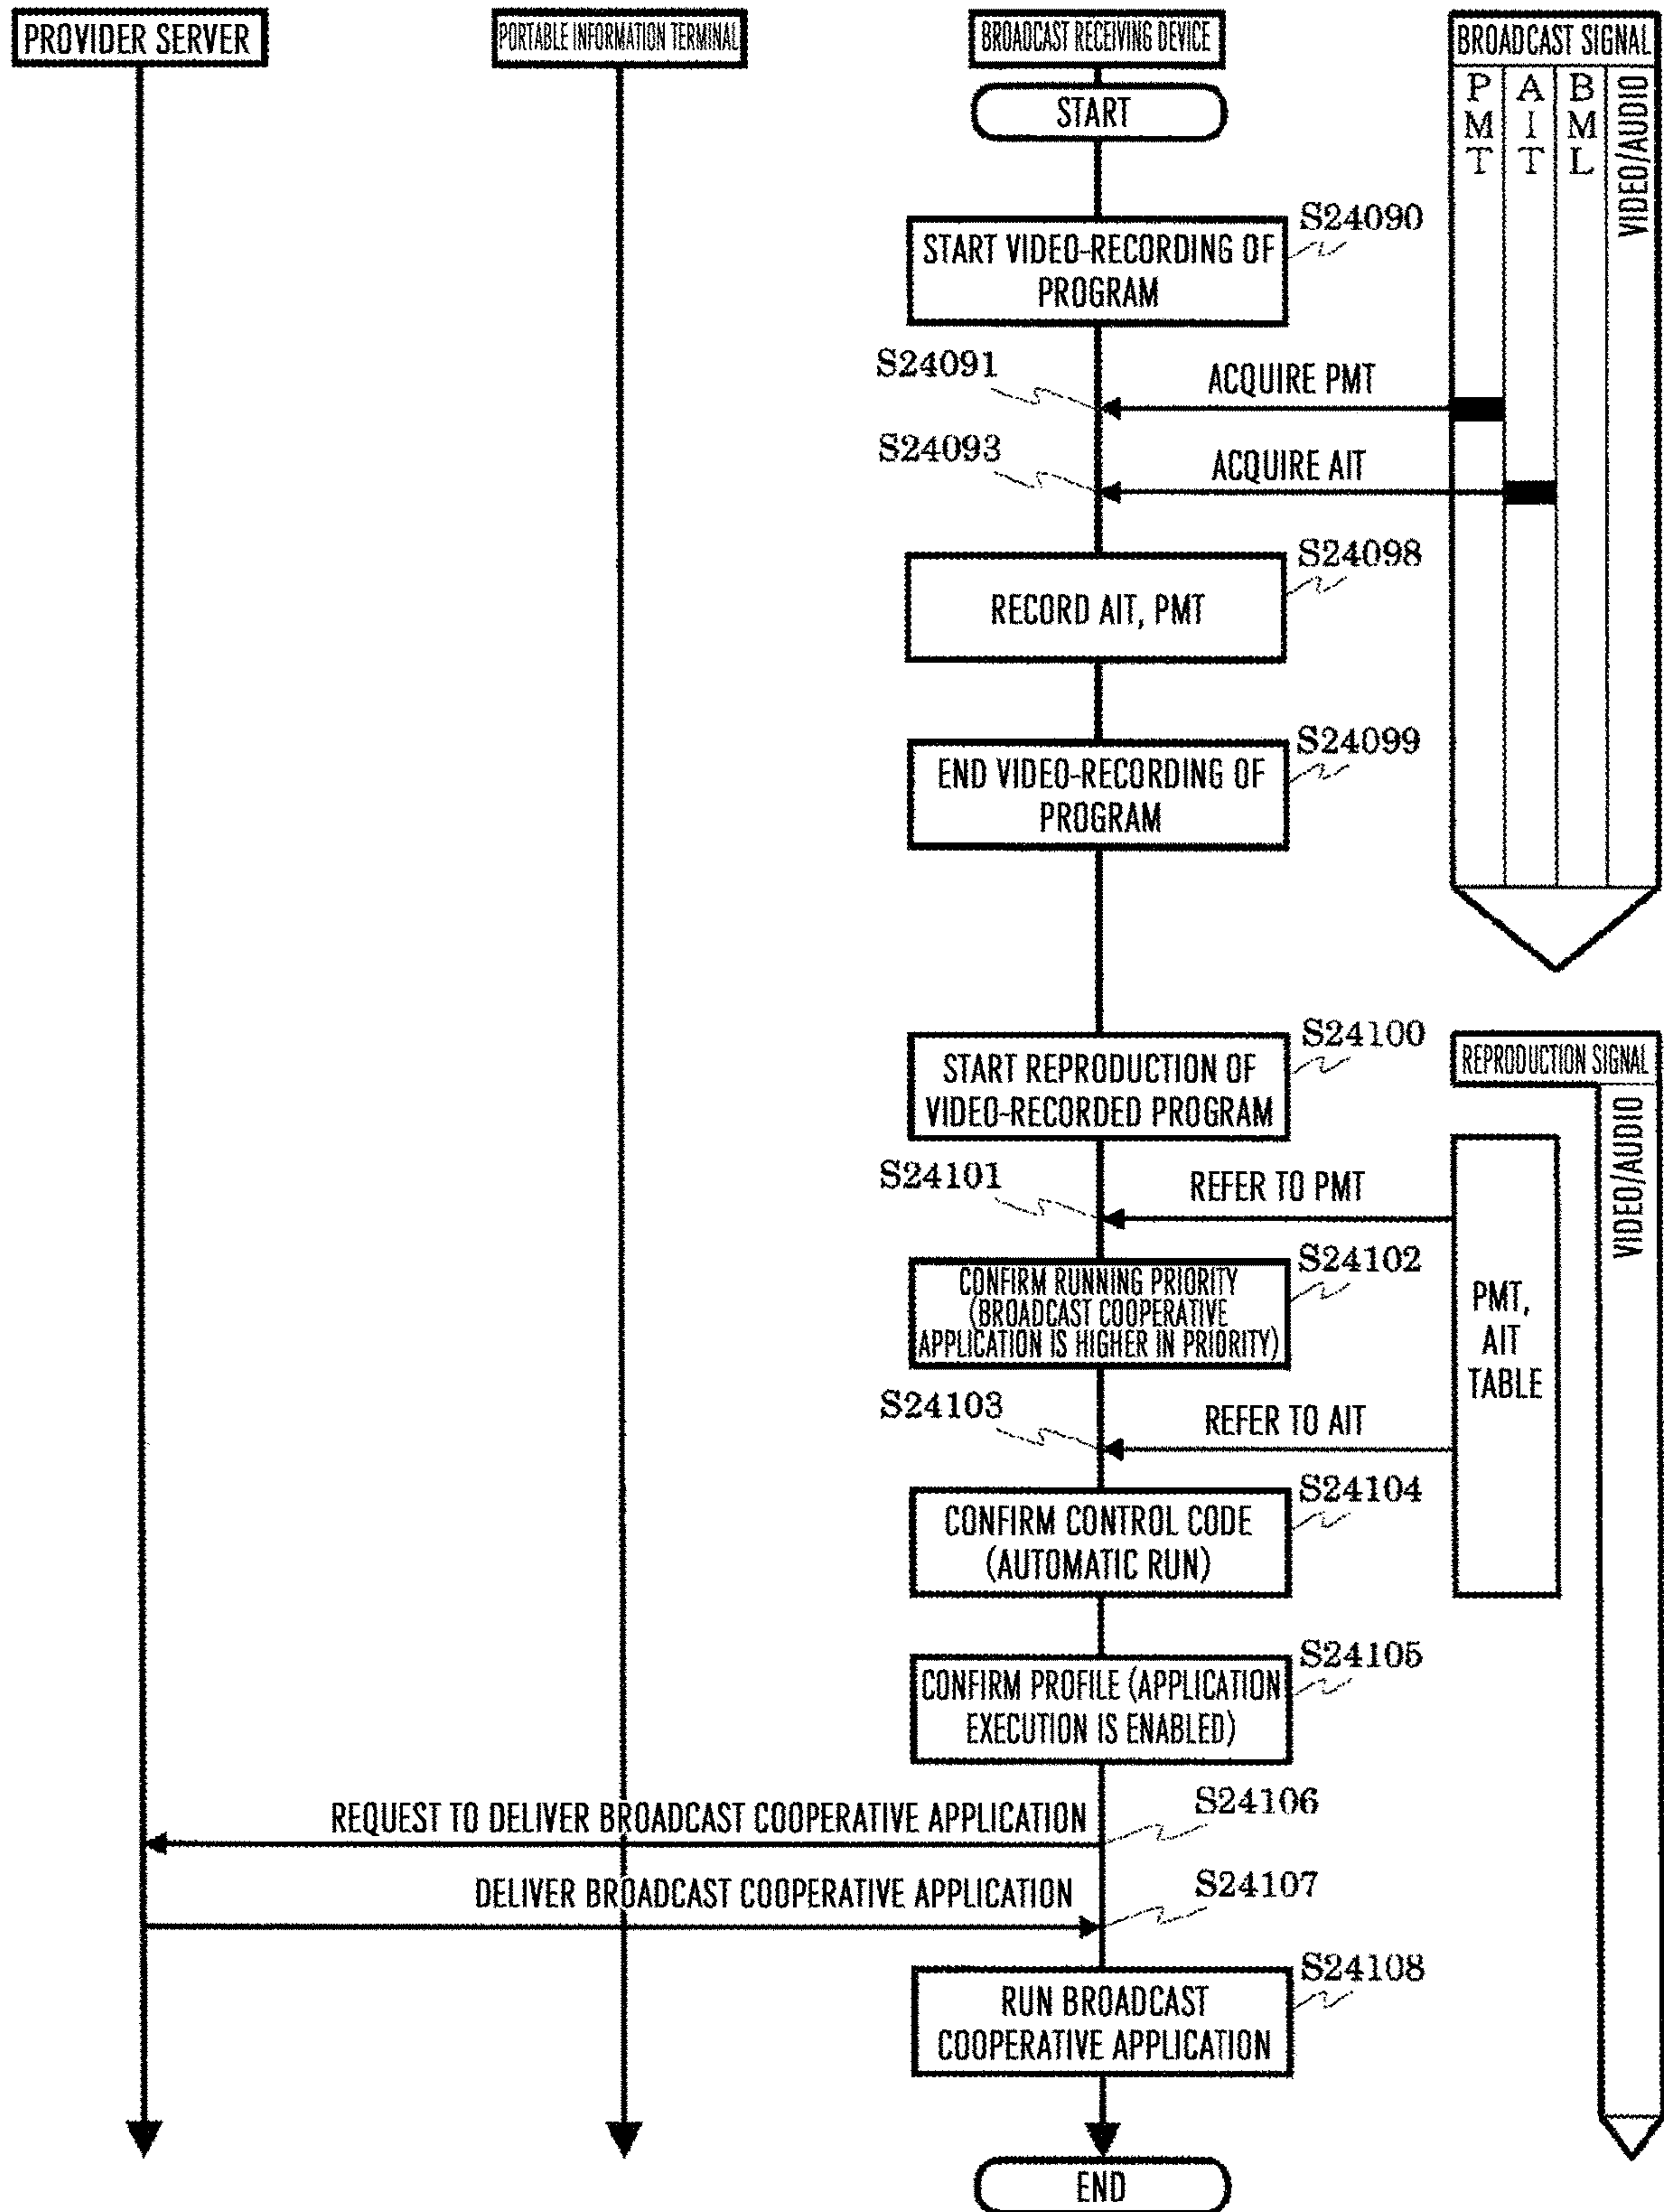 PROVIDER SERVER
PORTABLE INFORMATION TERMINAL
BROADCAST RECEIVING DEVICE
BROADCAST SIGNAL
PMT
AIT
BML
VIDEO/AUDIO
START
S24090
START VIDEO-RECORDING OF
PROGRAM
S24091
ACQUIRE PMT
S24093
ACQUIRE AIT
S24098
RECORD AIT, PMT
S24099
END VIDEO-RECORDING OF
PROGRAM
S24100
START REPRODUCTION OF
VIDEO-RECORDED PROGRAM
REPRODUCTION SIGNAL
VIDEO/AUDIO
S24101
REFER TO PMT
S24102
CONFIRM RUNNING PRIORITY
(BROADCAST COOPERATIVE
APPLICATION IS HIGHER IN PRIORITY)
PMT,
AIT
TABLE
S24103
REFER TO AIT
S24104
CONFIRM CONTROL CODE
(AUTOMATIC RUN)
S24105
CONFIRM PROFILE (APPLICATION
EXECUTION IS ENABLED)
S24106
REQUEST TO DELIVER BROADCAST COOPERATIVE APPLICATION
S24107
DELIVER BROADCAST COOPERATIVE APPLICATION
S24108
RUN BROADCAST
COOPERATIVE APPLICATION
END